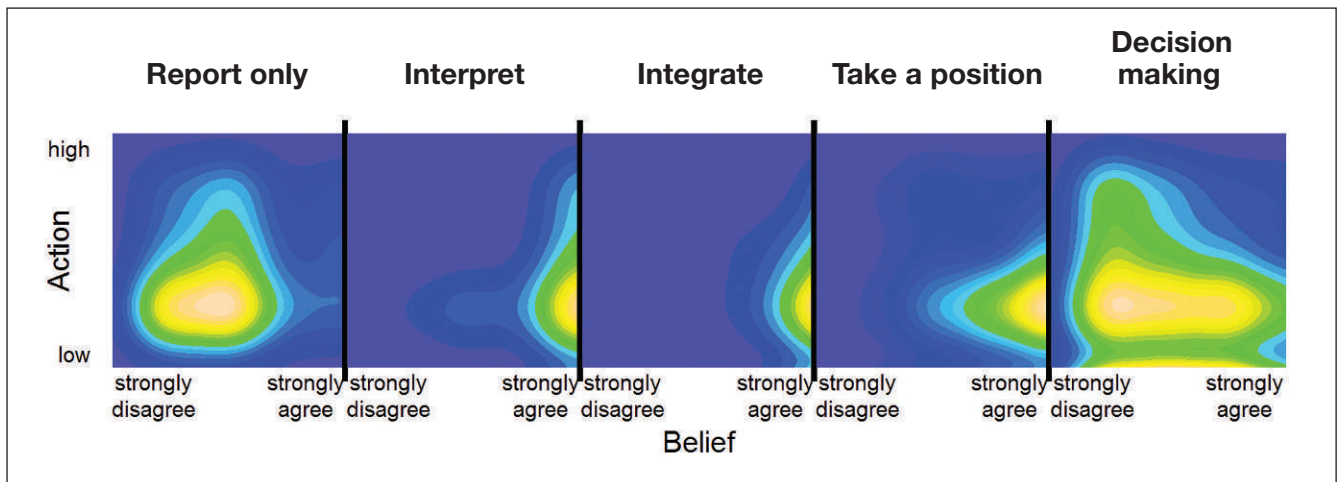 Report only
Interpret
Integrate
Take a position
Decision
making
high
Action
low
strongly
disagree
strongly
agree
strongly
disagree
strongly
agree
strongly
disagree
strongly
agree
strongly
disagree
strongly
agree
strongly
disagree
strongly
agree
Belief